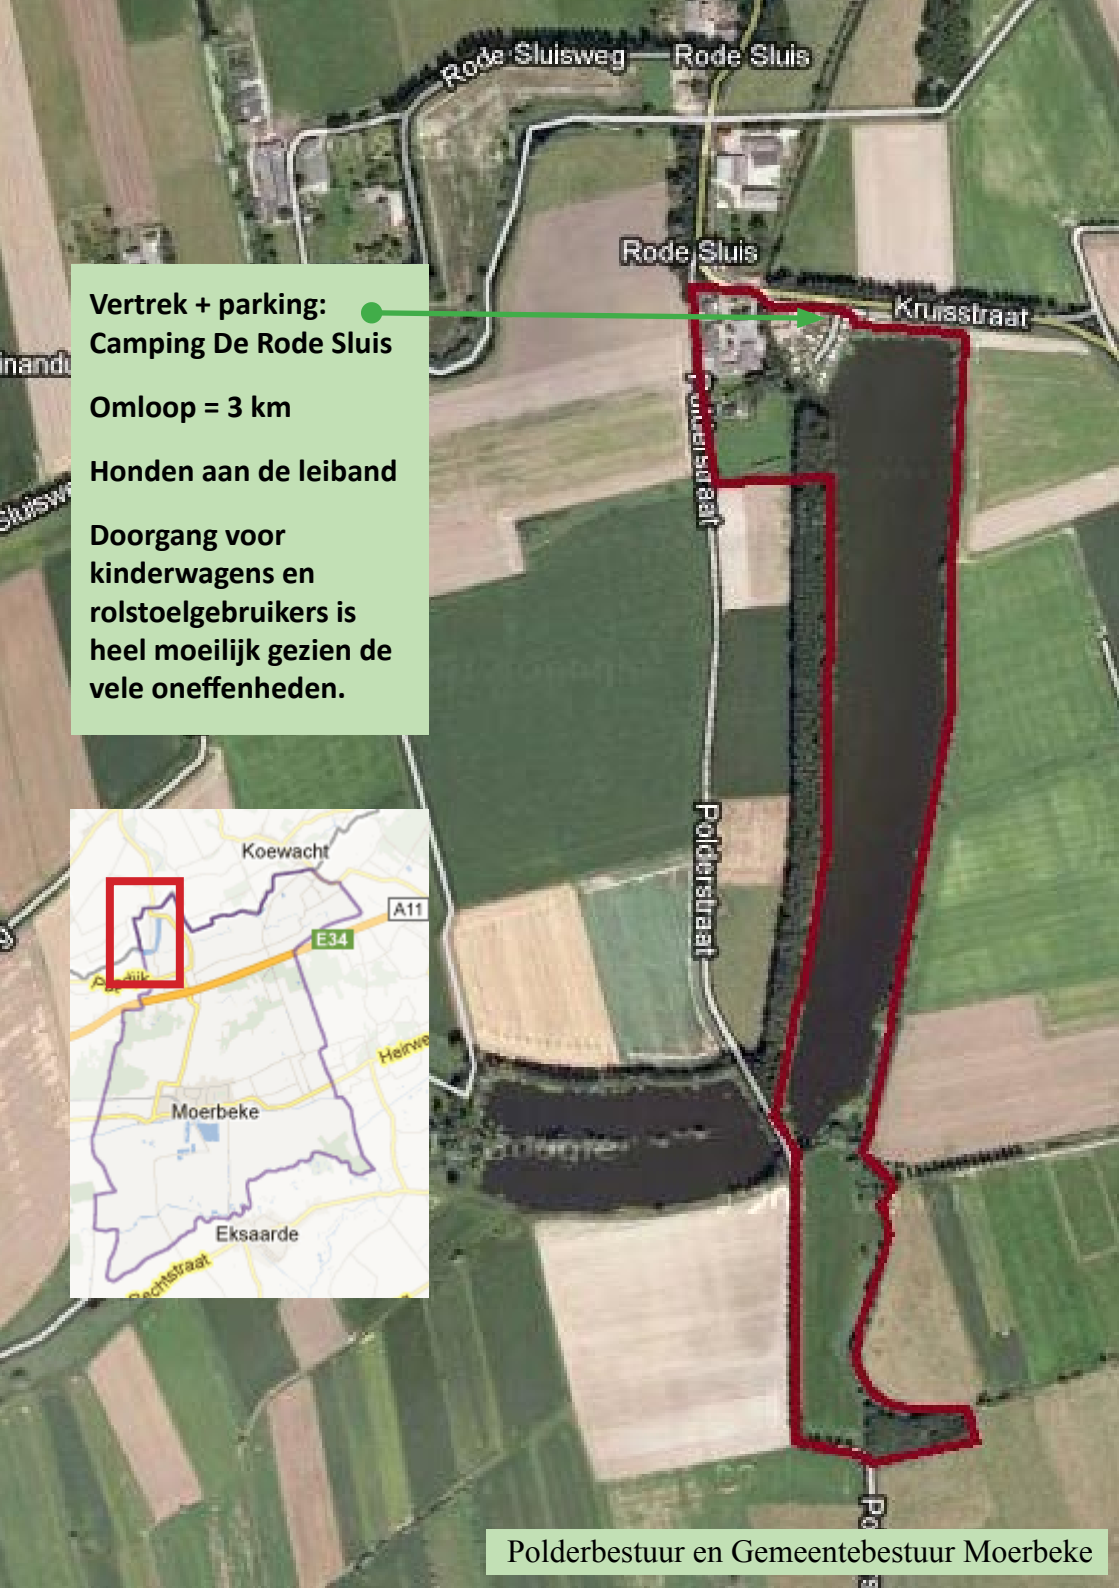 Rode Sluisweg
Rode Sluis
Rode Sluis
Kruisstraat
Vertrek + parking:
Camping De Rode Sluis
Omloop = 3 km
Honden aan de leiband
Doorgang voor
kinderwagens en
rolstoelgebruikers is
heel moeilijk gezien de
vele oneffenheden.
Polderstraat
Polderstraat
Koewacht
A11
E34
Moerbeke
Eksaarde
Polderbestuur en Gemeentebestuur Moerbeke